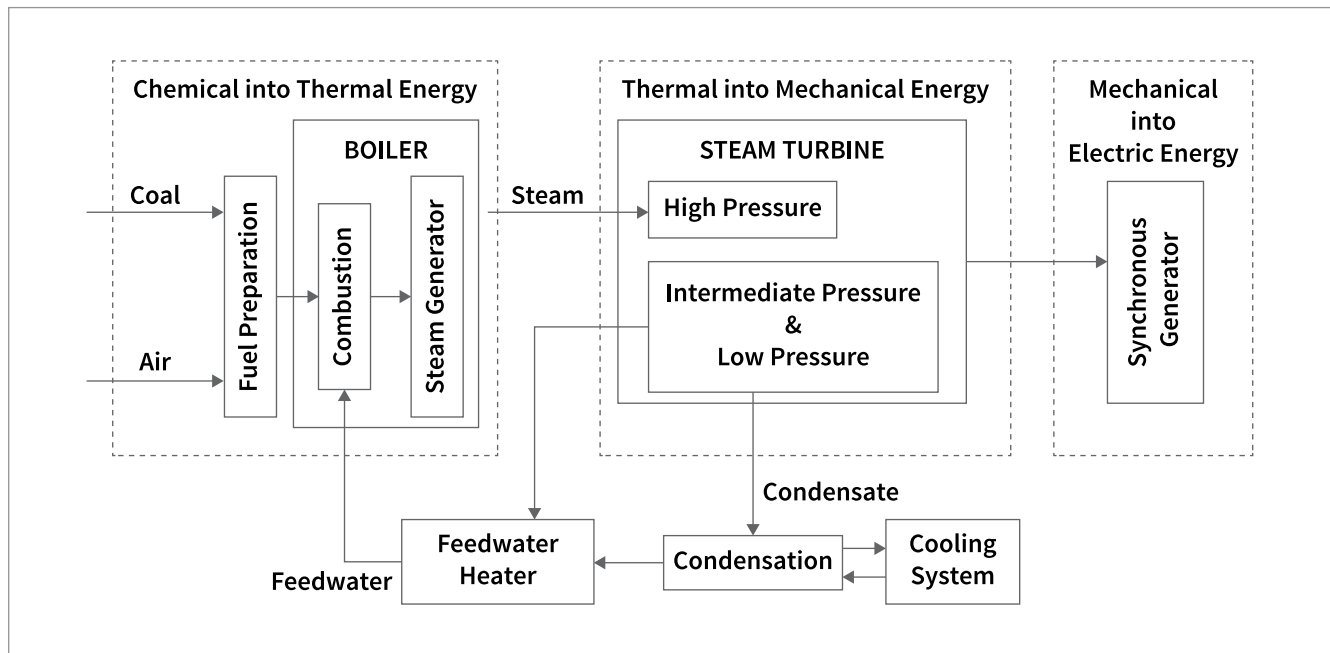 Chemical into Thermal Energy
BOILER
Coal
Air
Fuel Preparation
Combustion
Steam Generator
Steam
Thermal into Mechanical Energy
STEAM TURBINE
High Pressure
Intermediate Pressure
&
Low Pressure
Mechanical
into
Electric Energy
Synchronous
Generator
Condensate
Feedwater
Feedwater
Heater
Condensation
Cooling
System